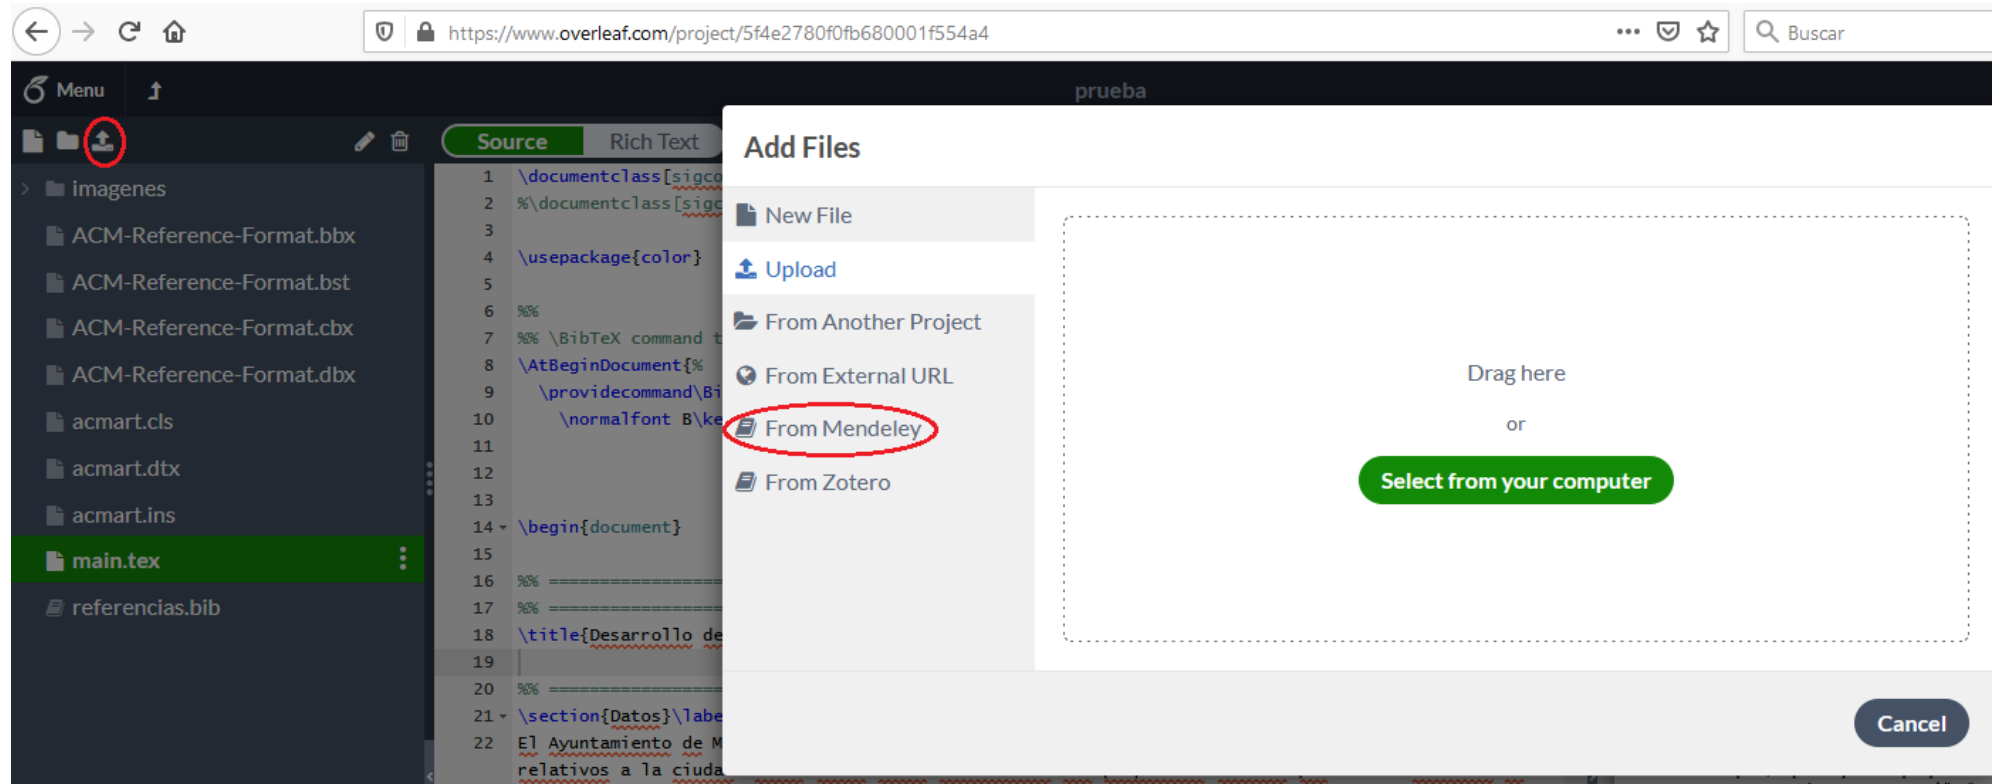 https://www.overleaf.com/project/5f4e2780f0fb680001f554a4
Buscar
Menu
prueba
Source
Rich Text
imagenes
ACM-Reference-Format.bbx
ACM-Reference-Format.bst
ACM-Reference-Format.cbx
ACM-Reference-Format.dbx
acmart.cls
acmart.dtx
acmart.ins
main.tex
referencias.bib
1 \documentclass[sigco
2 %\documentclass[sigc
3
4 \usepackage{color}
5
6 %%
7 %% \BibTeX command t
8 \AtBeginDocument{%
9 \providecommand\Bi
10 \normalfont B\ke
11
12
13
14 \begin{document}
15
16 %% ================
17 %% ================
18 \title{Desarrollo de
19
20 %% ================
21 \section{Datos}\labe
22 El Ayuntamiento de M
relativos a la ciuda
Add Files
New File
Upload
From Another Project
From External URL
From Mendeley
From Zotero
Drag here
or
Select from your computer
Cancel